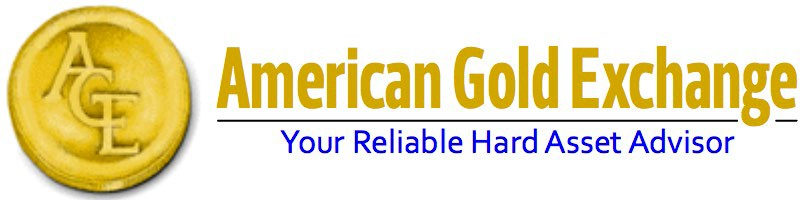 AGE
American Gold Exchange
Your Reliable Hard Asset Advisor